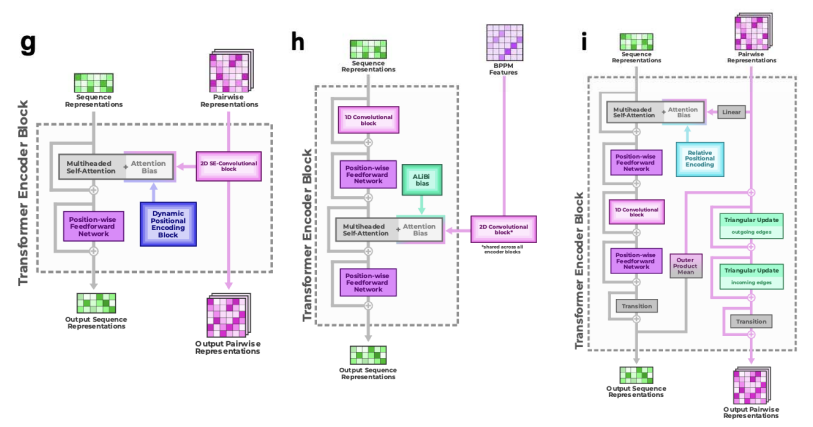 g
Sequence
Representations
Pairwise
Representations
Transformer Encoder Block
Multiheaded
Self-Attention
+
Attention
Bias
2D SE-Convolutional
block
Position-wise
Feedforward
Network
Dynamic
Positional
Encoding
Block
Output Sequence
Representations
Output Pairwise
Representations
h
Sequence
Representations
BPPM
Features
Transformer Encoder Block
1D Convolutional
block
Position-wise
Feedforward
Network
ALiBi
bias
Multiheaded
Self-Attention
+
Attention
Bias
2D Convolutional
block*
*shared across all
encoder blocks
Position-wise
Feedforward
Network
Output Sequence
Representations
i
Sequence
Representations
Pairwise
Representations
Transformer Encoder Block
Multiheaded
Self-Attention
+
Attention
Bias
Linear
Position-wise
Feedforward
Network
Relative
Positional
Encoding
1D Convolutional
block
Triangular Update
outgoing edges
Position-wise
Feedforward
Network
Outer
Product
Mean
Triangular Update
incoming edges
Transition
Transition
Output Sequence
Representations
Output Pairwise
Representations